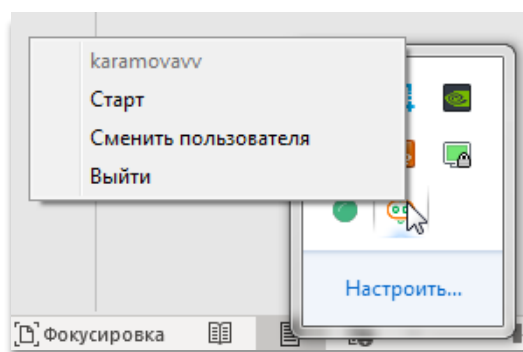 karamovavv
Старт
Сменить пользователя
Выйти
Настроить...
Фокусировка